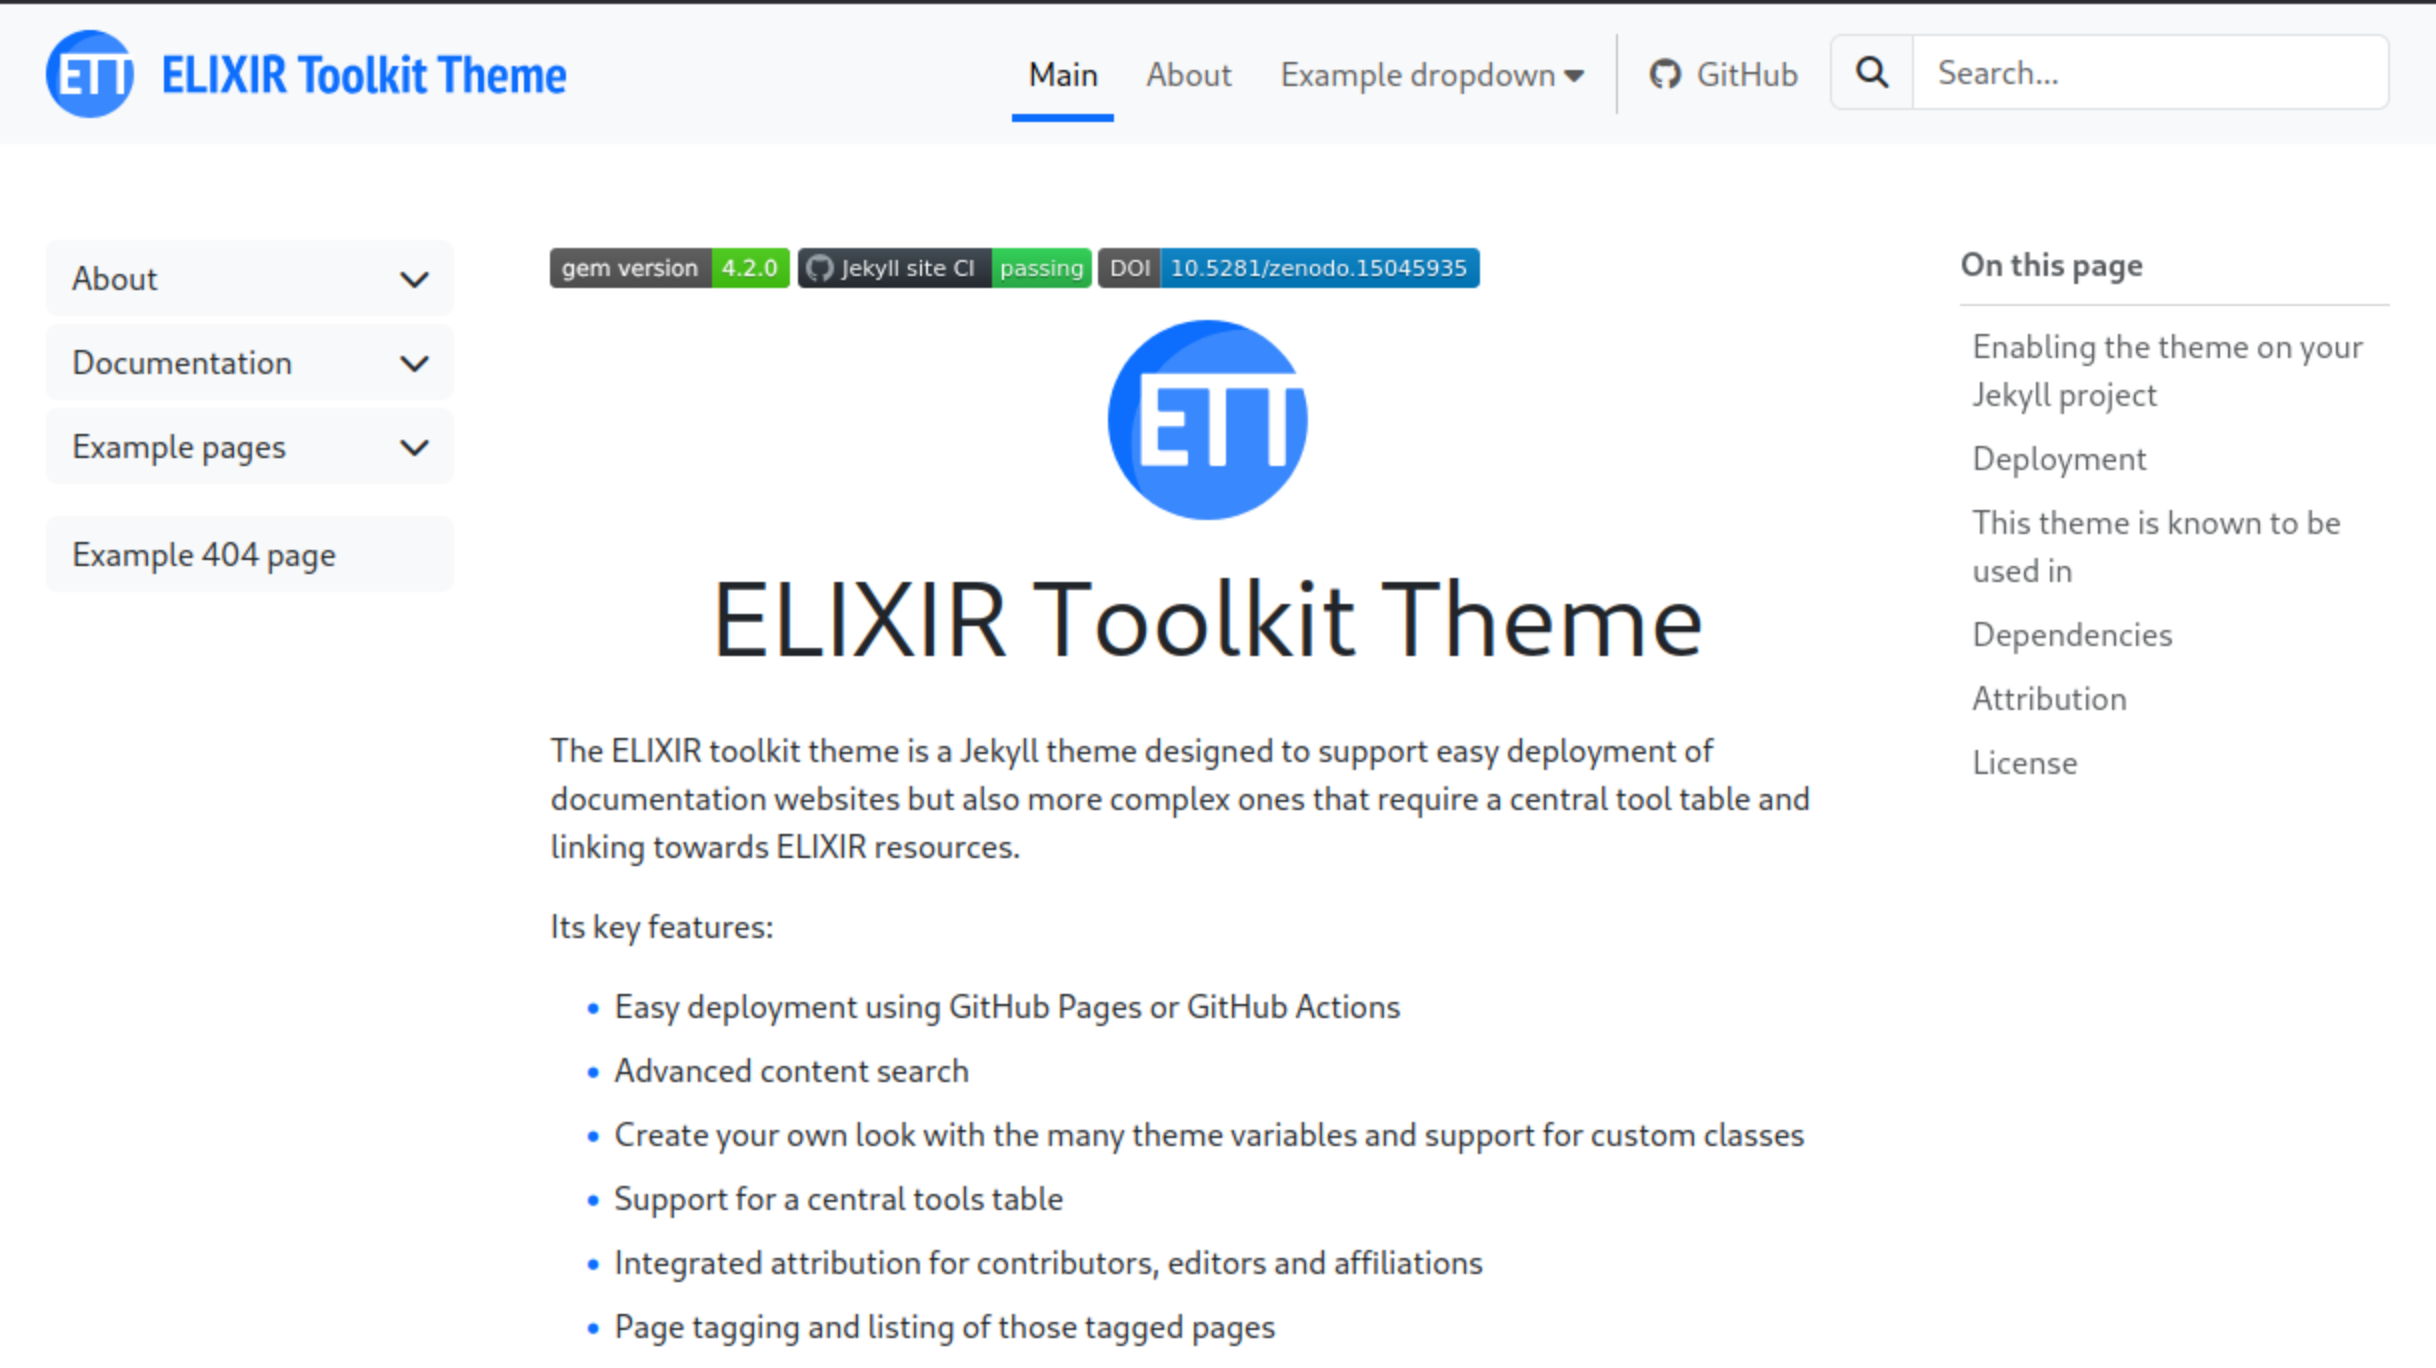 ETT ELIXIR Toolkit Theme
Main About Example dropdown GitHub Search...
About
Documentation
Example pages
Example 404 page
gem version 4.2.0 Jekyll site CI passing DOI 10.5281/zenodo.15045935
ETT
ELIXIR Toolkit Theme
The ELIXIR toolkit theme is a Jekyll theme designed to support easy deployment of
documentation websites but also more complex ones that require a central tool table and
linking towards ELIXIR resources.
Its key features:
• Easy deployment using GitHub Pages or GitHub Actions
• Advanced content search
• Create your own look with the many theme variables and support for custom classes
• Support for a central tools table
• Integrated attribution for contributors, editors and affiliations
• Page tagging and listing of those tagged pages
On this page
Enabling the theme on your
Jekyll project
Deployment
This theme is known to be
used in
Dependencies
Attribution
License